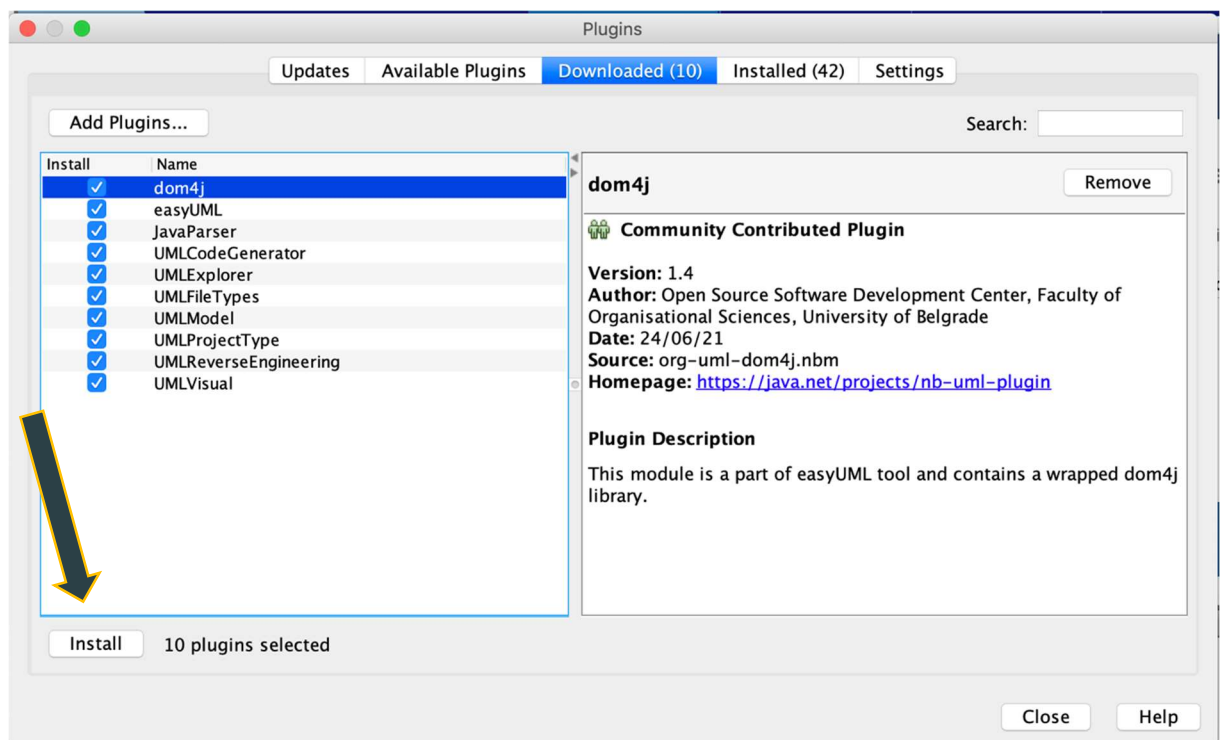 Plugins
Updates Available Plugins Downloaded (10) Installed (42) Settings
Add Plugins... Search:
Install Name
dom4j
easyUML
JavaParser
UMLCodeGenerator
UMLExplorer
UMLFileTypes
UMLModel
UMLProjectType
UMLReverseEngineering
UMLVisual
dom4j Remove
Community Contributed Plugin
Version: 1.4
Author: Open Source Software Development Center, Faculty of
Organisational Sciences, University of Belgrade
Date: 24/06/21
Source: org-uml-dom4j.nbm
Homepage: https://java.net/projects/nb-uml-plugin
Plugin Description
This module is a part of easyUML tool and contains a wrapped dom4j
library.
Install 10 plugins selected
Close Help